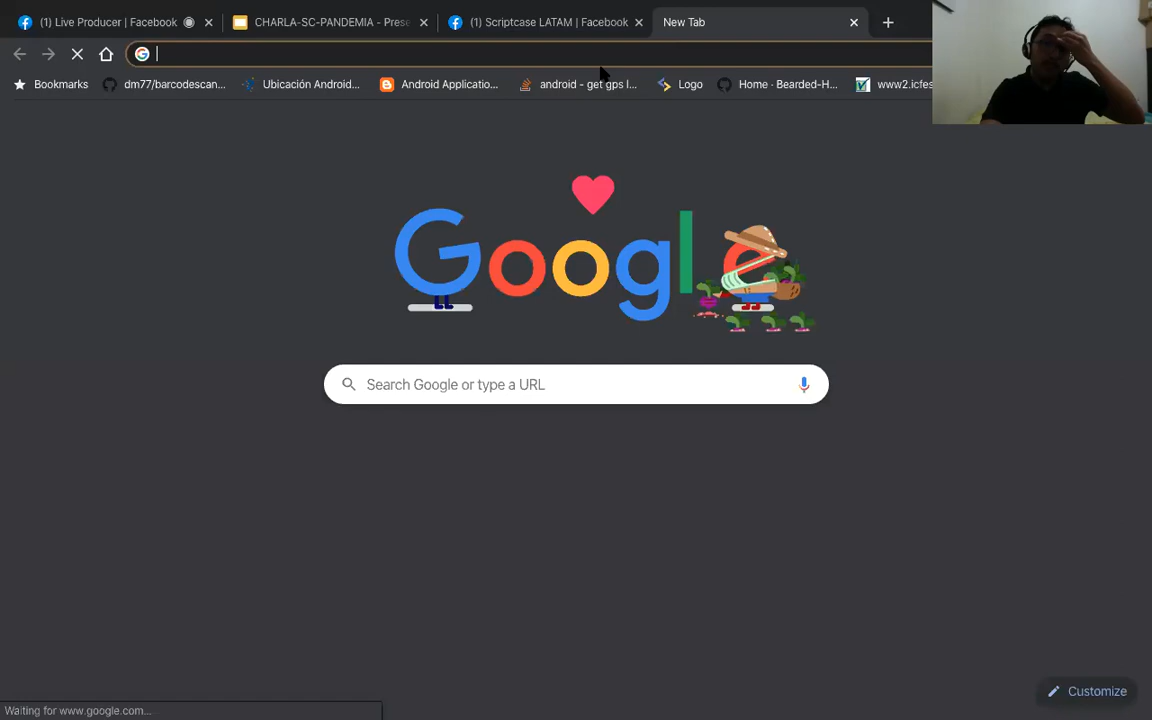 (1) Live Producer | Facebook
CHARLA-SC-PANDEMIA - Prese
(1) Scriptcase LATAM | Facebook
New Tab
Bookmarks
dm77/barcodescan...
Ubicación Android...
Android Applicatio...
android - get gps l...
Logo
Home · Bearded-H...
www2.icfes
Google
Search Google or type a URL
Customize
Waiting for www.google.com...